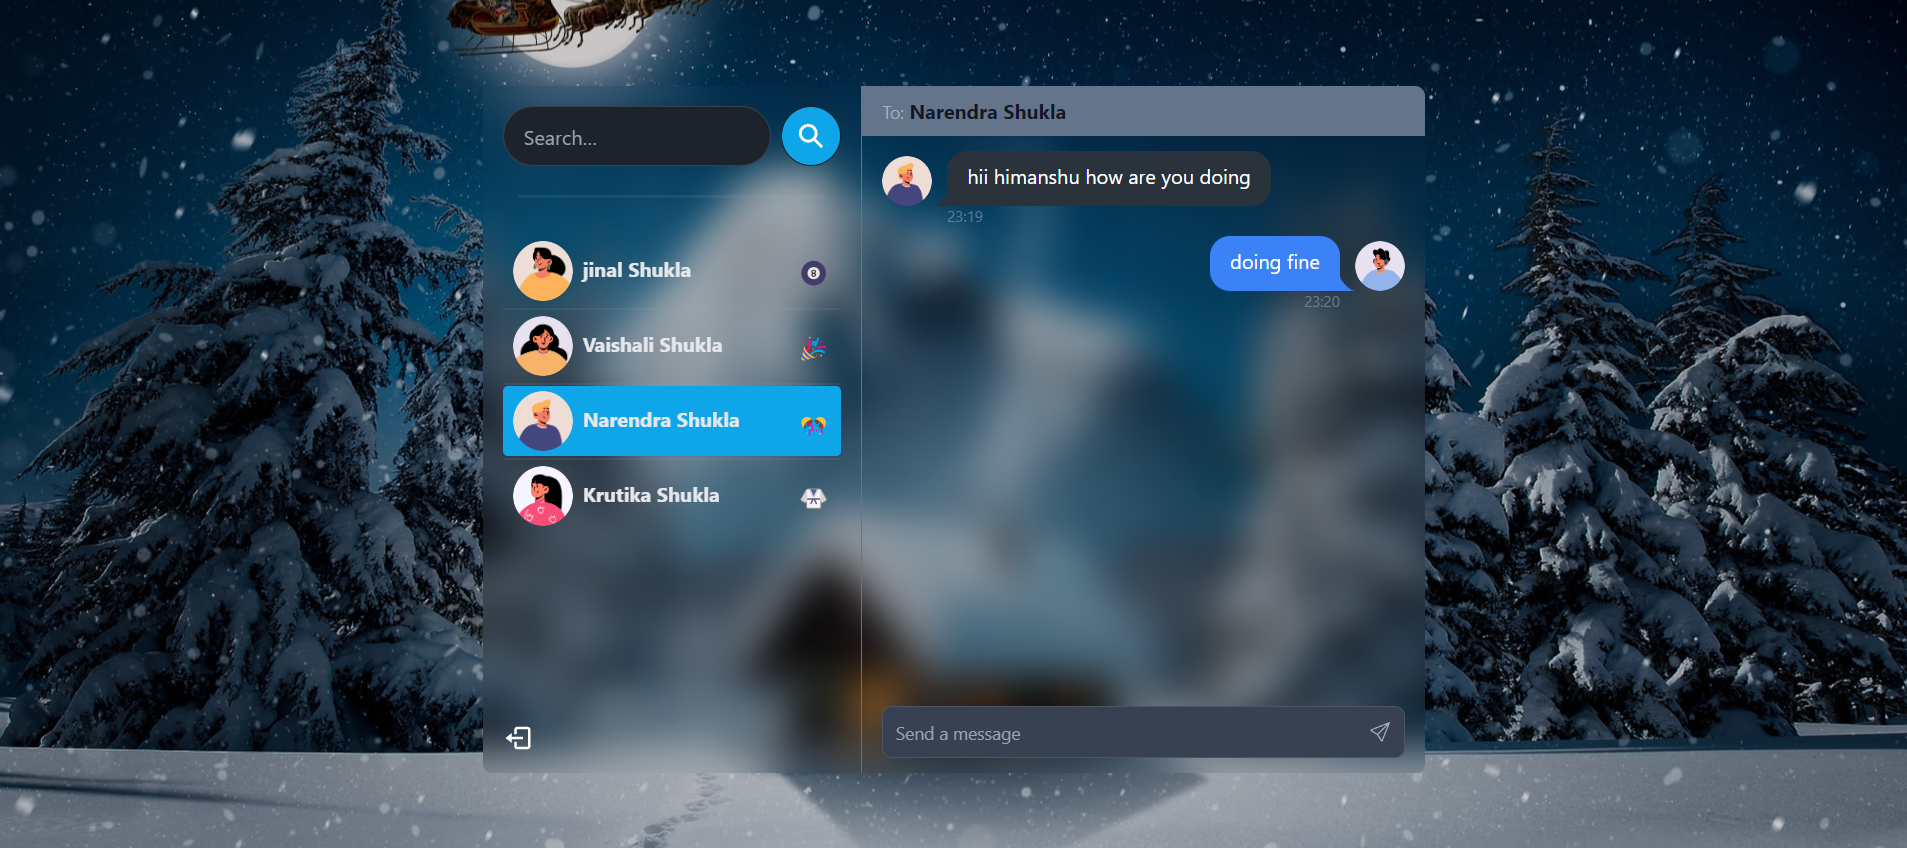 Search...
jinal Shukla
8
Vaishali Shukla
Narendra Shukla
Krutika Shukla
To: Narendra Shukla
hii himanshu how are you doing
23:19
doing fine
23:20
Send a message